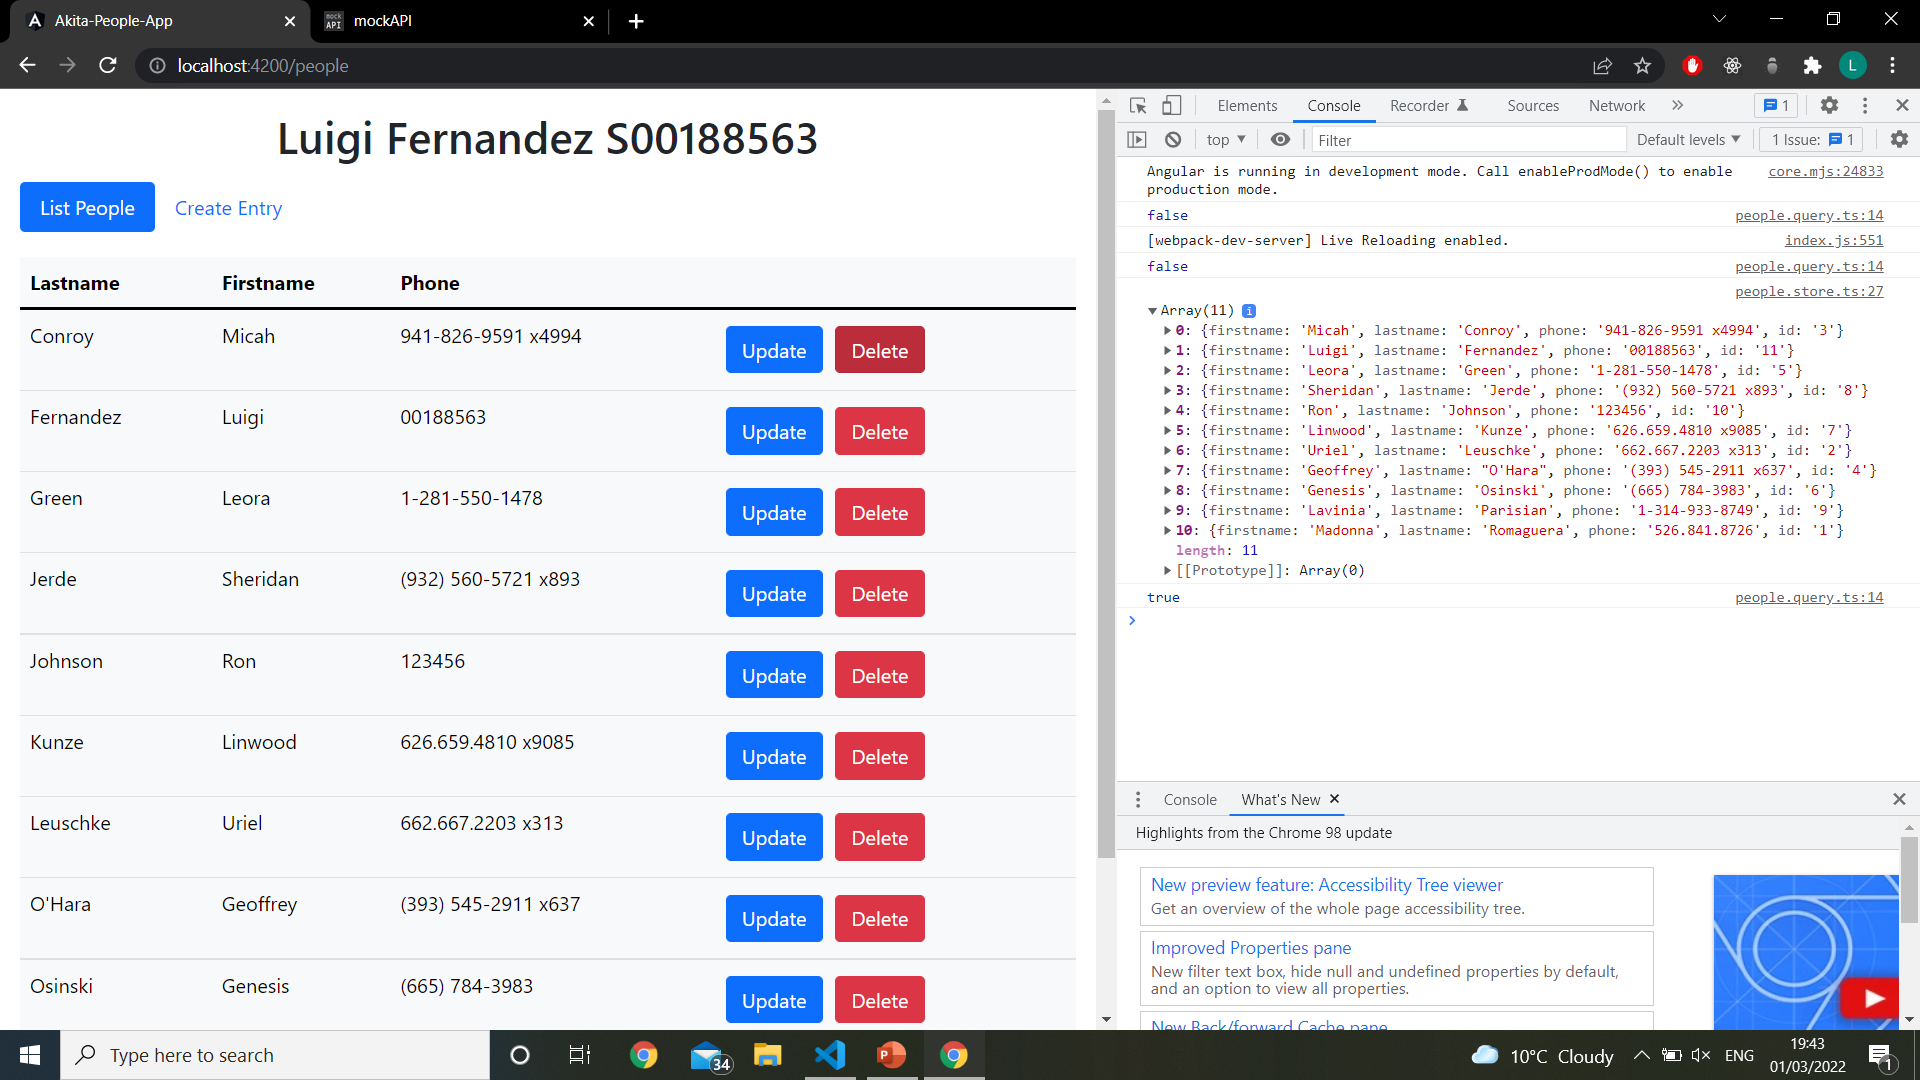 Akita-People-App
mock API mockAPI
localhost:4200/people
L
Luigi Fernandez S00188563
List People Create Entry
Lastname Firstname Phone
Conroy Micah 941-826-9591 x4994 Update Delete
Fernandez Luigi 00188563 Update Delete
Green Leora 1-281-550-1478 Update Delete
Jerde Sheridan (932) 560-5721 x893 Update Delete
Johnson Ron 123456 Update Delete
Kunze Linwood 626.659.4810 x9085 Update Delete
Leuschke Uriel 662.667.2203 x313 Update Delete
O'Hara Geoffrey (393) 545-2911 x637 Update Delete
Osinski Genesis (665) 784-3983 Update Delete
Elements Console Recorder Sources Network » 1
top Filter Default levels 1 Issue: 1
Angular is running in development mode. Call enableProdMode() to enable core.mjs:24833
production mode.
false people.query.ts:14
[webpack-dev-server] Live Reloading enabled. index.js:551
false people.query.ts:14
people.store.ts:27
Array(11) i
0: {firstname: 'Micah', lastname: 'Conroy', phone: '941-826-9591 x4994', id: '3'}
1: {firstname: 'Luigi', lastname: 'Fernandez', phone: '00188563', id: '11'}
2: {firstname: 'Leora', lastname: 'Green', phone: '1-281-550-1478', id: '5'}
3: {firstname: 'Sheridan', lastname: 'Jerde', phone: '(932) 560-5721 x893', id: '8'}
4: {firstname: 'Ron', lastname: 'Johnson', phone: '123456', id: '10'}
5: {firstname: 'Linwood', lastname: 'Kunze', phone: '626.659.4810 x9085', id: '7'}
6: {firstname: 'Uriel', lastname: 'Leuschke', phone: '662.667.2203 x313', id: '2'}
7: {firstname: 'Geoffrey', lastname: "O'Hara", phone: '(393) 545-2911 x637', id: '4'}
8: {firstname: 'Genesis', lastname: 'Osinski', phone: '(665) 784-3983', id: '6'}
9: {firstname: 'Lavinia', lastname: 'Parisian', phone: '1-314-933-8749', id: '9'}
10: {firstname: 'Madonna', lastname: 'Romaguera', phone: '526.841.8726', id: '1'}
length: 11
[[Prototype]]: Array(0)
true people.query.ts:14
Console What's New
Highlights from the Chrome 98 update
New preview feature: Accessibility Tree viewer
Get an overview of the whole page accessibility tree.
Improved Properties pane
New filter text box, hide null and undefined properties by default,
and an option to view all properties.
New Back/forward Cache pane
Type here to search
34
P
10°C Cloudy
ENG
19:43
01/03/2022
1